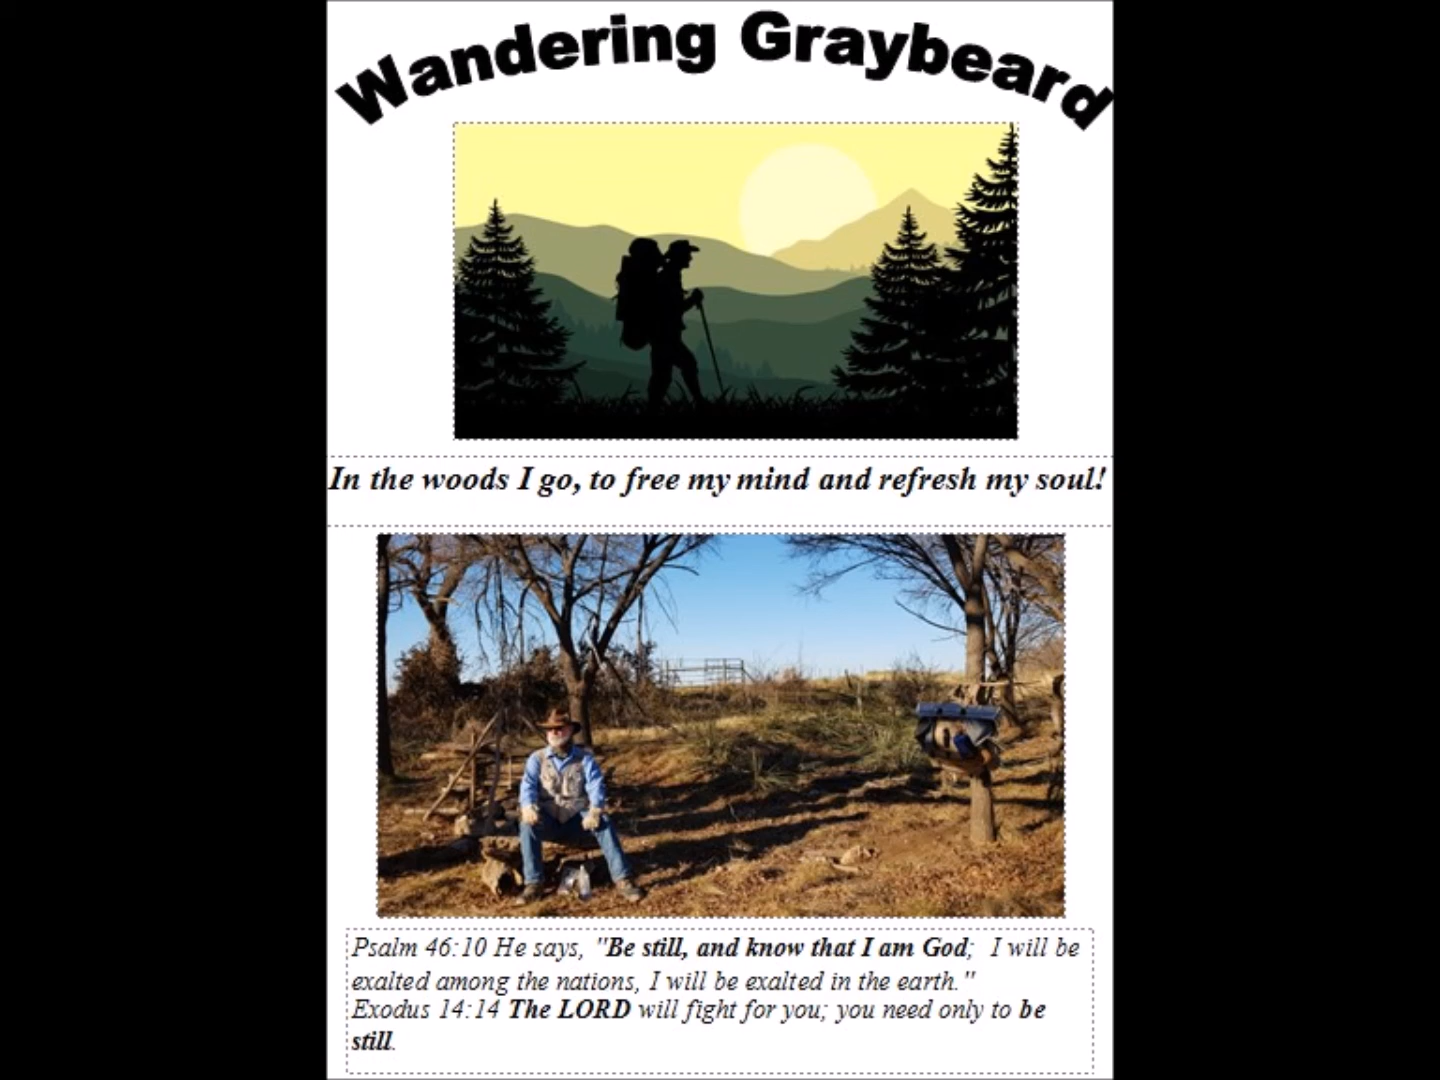 Wandering Graybeard
In the woods I go, to free my mind and refresh my soul!
Psalm 46:10 He says, "Be still, and know that I am God;  I will be
exalted among the nations, I will be exalted in the earth."
Exodus 14:14 The LORD will fight for you; you need only to be
still.